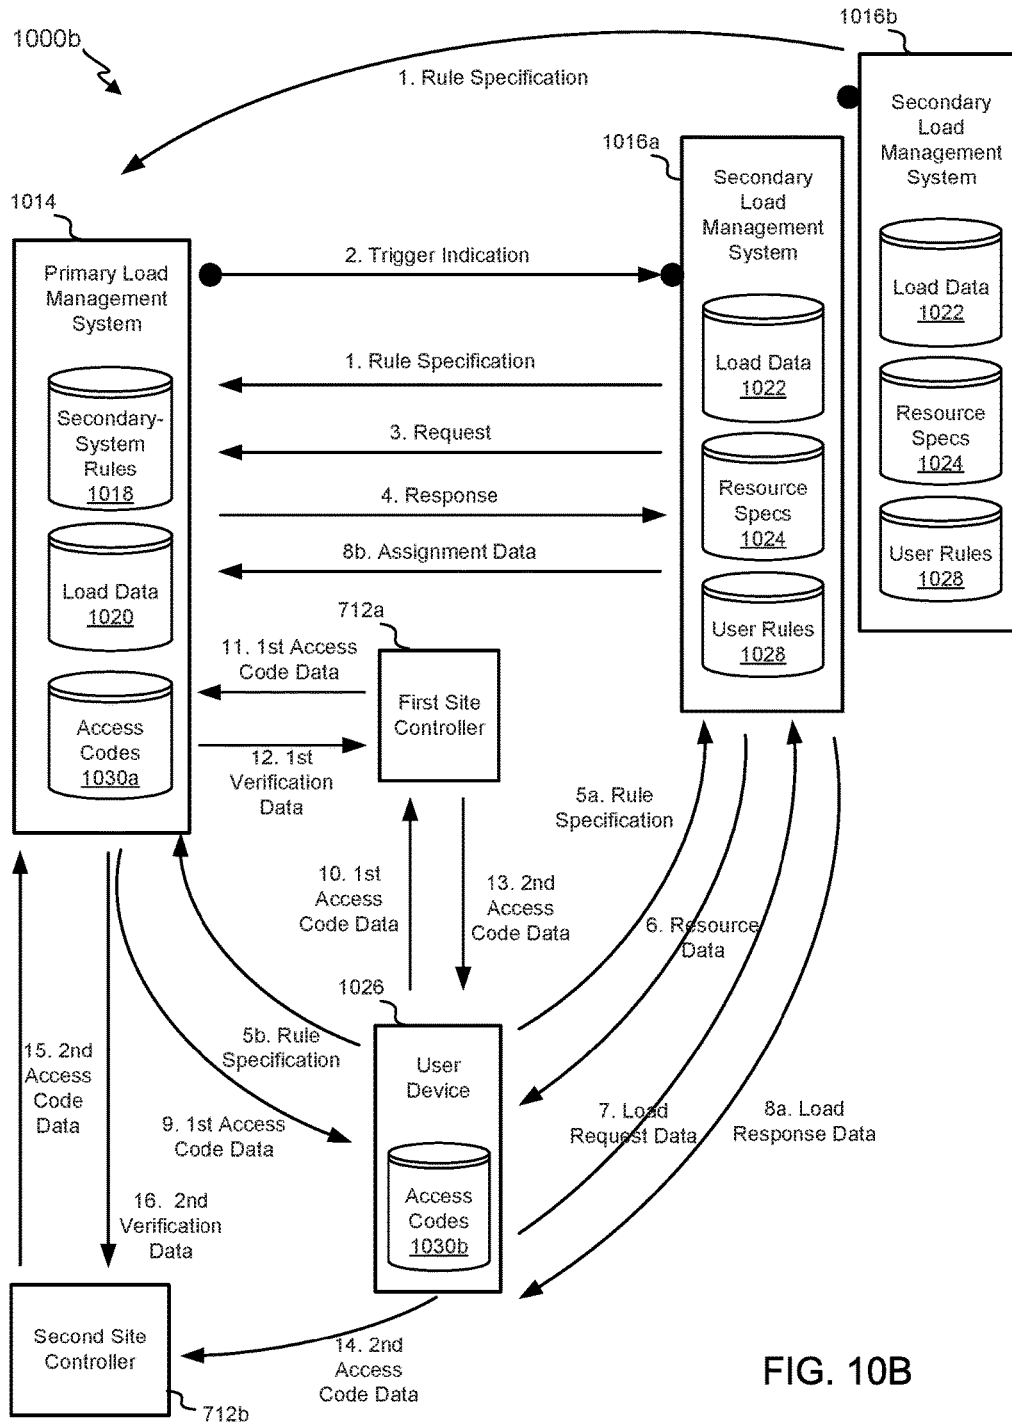 1000b
1016b
1. Rule Specification
Secondary
Load
Management
System
1016a
Secondary
Load
Management
System
1014
Primary Load
Management
System
2. Trigger Indication
Load Data
1022
Load Data
1022
1. Rule Specification
Secondary-
System
Rules
1018
3. Request
Resource
Specs
1024
4. Response
Resource
Specs
1024
8b. Assignment Data
User Rules
1028
Load Data
1020
712a
User Rules
1028
11. 1st Access
Code Data
First Site
Controller
Access
Codes
1030a
12. 1st
Verification
Data
5a. Rule
Specification
10. 1st
Access
Code Data
13. 2nd
Access
Code Data
6. Resource
Data
1026
5b. Rule
Specification
User
Device
15. 2nd
Access
Code
Data
9. 1st Access
Code Data
7. Load
Request Data
8a. Load
Response Data
Access
Codes
1030b
16. 2nd
Verification
Data
Second Site
Controller
14. 2nd
Access
Code Data
712b
FIG. 10B